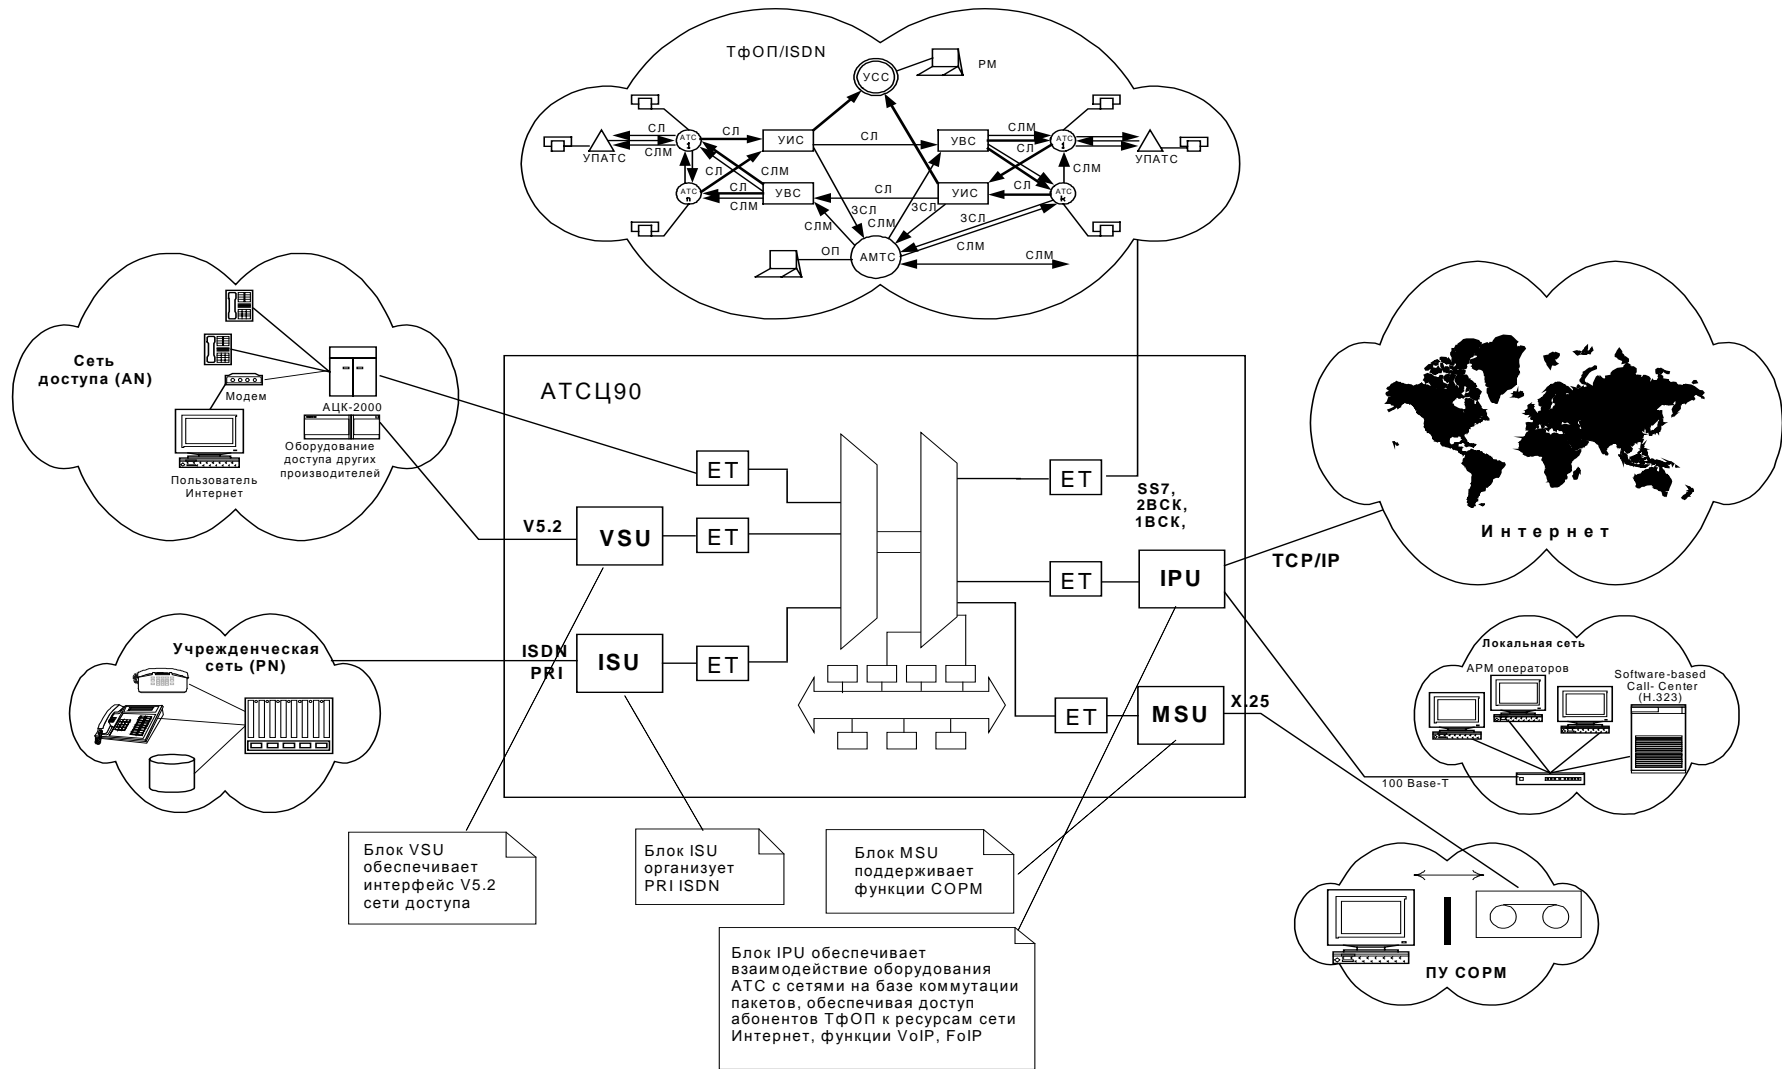 ТфОП/ISDN
УСС
РМ
АТС
1
СЛ
СЛМ
УПАТС
СЛ
УИС
СЛ
УВС
СЛМ
СЛ
АТС
1
УПАТС
СЛМ
АТС
n
СЛ
СЛМ
СЛ
СЛМ
УВС
СЛ
УИС
СЛ
АТС
k
СЛМ
ЗСЛ
СЛМ
ЗСЛ
ЗСЛ
СЛМ
ОП
АМТС
СЛМ
Сеть
доступа (AN)
Модем
АЦК-2000
Оборудование
доступа других
производителей
Пользователь
Интернет
АТСЦ90
ET
V5.2
VSU
ET
ISDN
PRI
ISU
ET
ET
SS7,
2ВСК,
1ВСК,
ET
IPU
TCP/IP
ET
MSU
X.25
Интернет
Учрежденческая
сеть (PN)
Локальная сеть
АРМ операторов
Software-based
Call- Center
(H.323)
100 Base-T
ПУ СОРМ
Блок VSU
обеспечивает
интерфейс V5.2
сети доступа
Блок ISU
организует
PRI ISDN
Блок MSU
поддерживает
функции СОРМ
Блок IPU обеспечивает
взаимодействие оборудования
АТС с сетями на базе коммутации
пакетов, обеспечивая доступ
абонентов ТфОП к ресурсам сети
Интернет, функции VoIP, FoIP